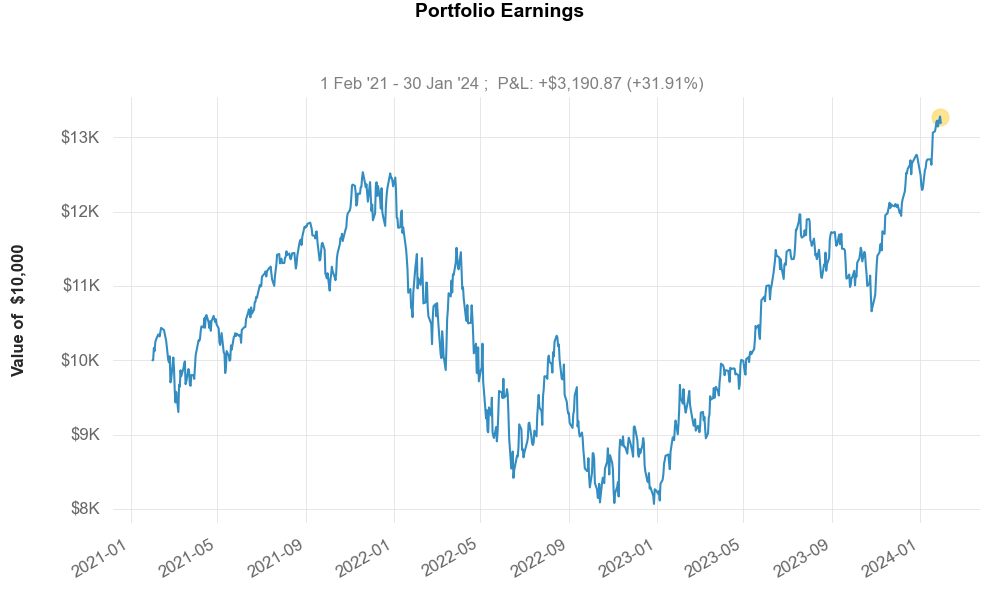 Portfolio Earnings
1 Feb '21 - 30 Jan '24 ;  P&L: +$3,190.87 (+31.91%)
Value of  $10,000
$13K
$12K
$11K
$10K
$9K
$8K
2021-01
2021-05
2021-09
2022-01
2022-05
2022-09
2023-01
2023-05
2023-09
2024-01